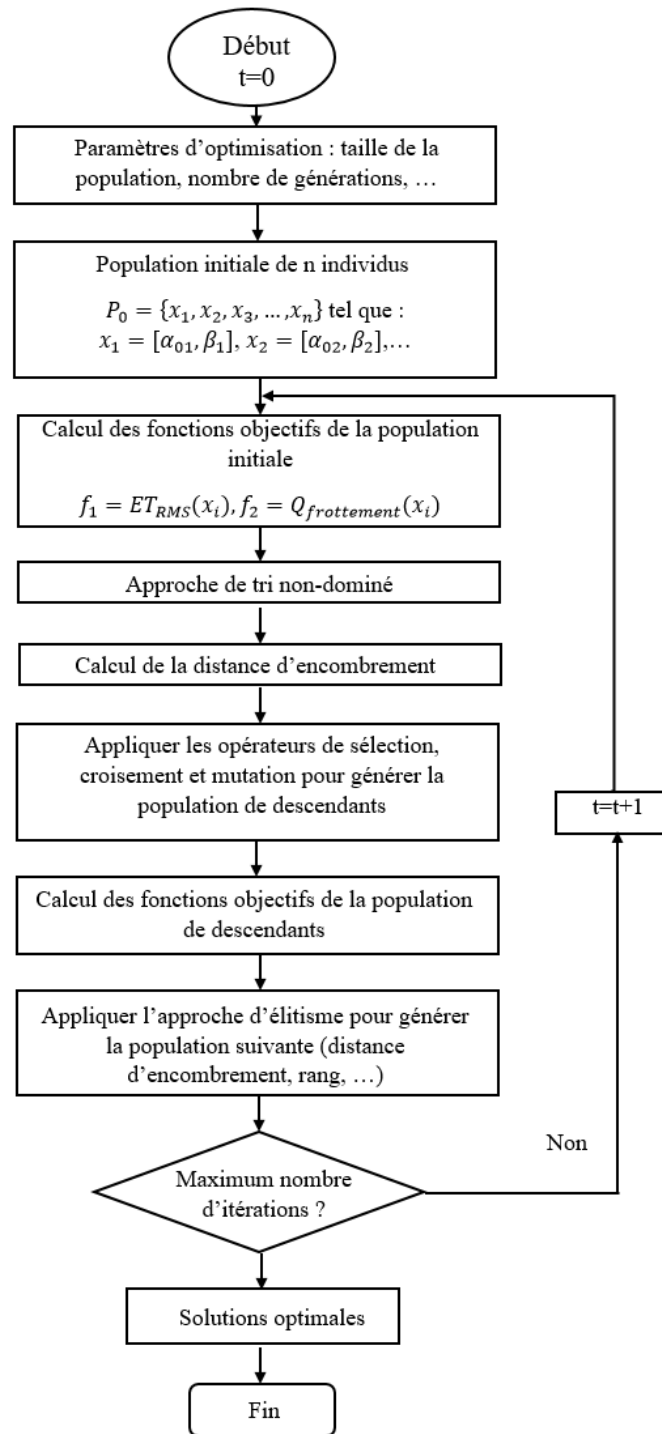 Début
t=0
Paramètres d’optimisation : taille de la
population, nombre de générations, …
Population initiale de n individus
𝑃₀ = {𝑥₁, 𝑥₂, 𝑥₃, … , 𝑥ₙ} tel que :
𝑥₁ = [𝛼₀₁, 𝛽₁], 𝑥₂ = [𝛼₀₂, 𝛽₂],…
Calcul des fonctions objectifs de la population
initiale
𝑓₁ = 𝐸𝑇_{𝑅𝑀𝑆}(𝑥ᵢ), 𝑓₂ = 𝑄_{𝑓𝑟𝑜𝑡𝑡𝑒𝑚𝑒𝑛𝑡}(𝑥ᵢ)
Approche de tri non-dominé
Calcul de la distance d’encombrement
Appliquer les opérateurs de sélection,
croisement et mutation pour générer la
population de descendants
t=t+1
Calcul des fonctions objectifs de la population
de descendants
Appliquer l’approche d’élitisme pour générer
la population suivante (distance
d’encombrement, rang, …)
Non
Maximum nombre
d’itérations ?
Solutions optimales
Fin